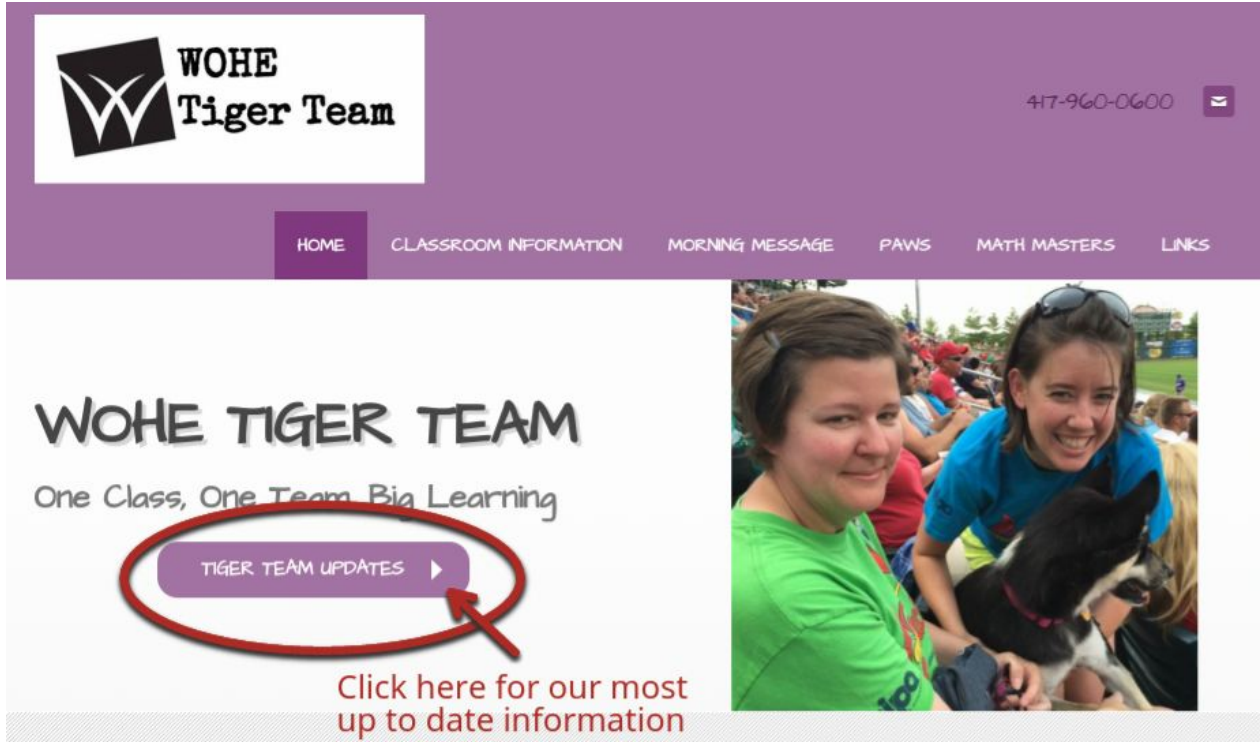 WOHE
Tiger Team
417-960-0600
HOME CLASSROOM INFORMATION MORNING MESSAGE PAWS MATH MASTERS LINKS
WOHE TIGER TEAM
One Class, One Team, Big Learning
TIGER TEAM UPDATES
Click here for our most
up to date information